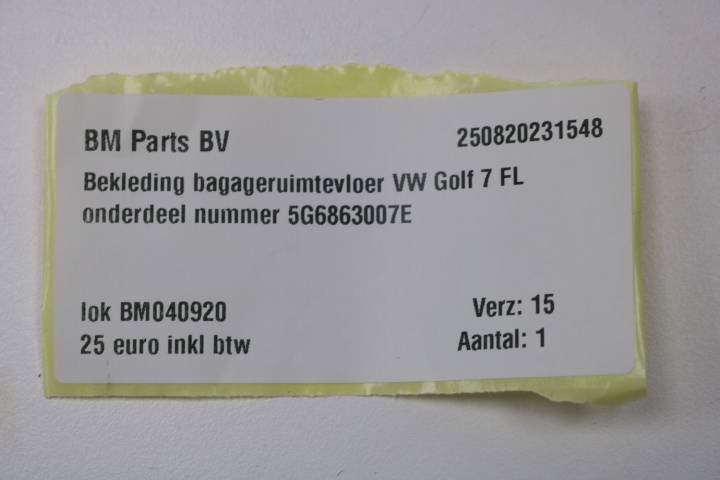 BM Parts BV 250820231548
Bekleding bagageruimtevloer VW Golf 7 FL
onderdeel nummer 5G6863007E
lok BM040920 Verz: 15
25 euro inkl btw Aantal: 1